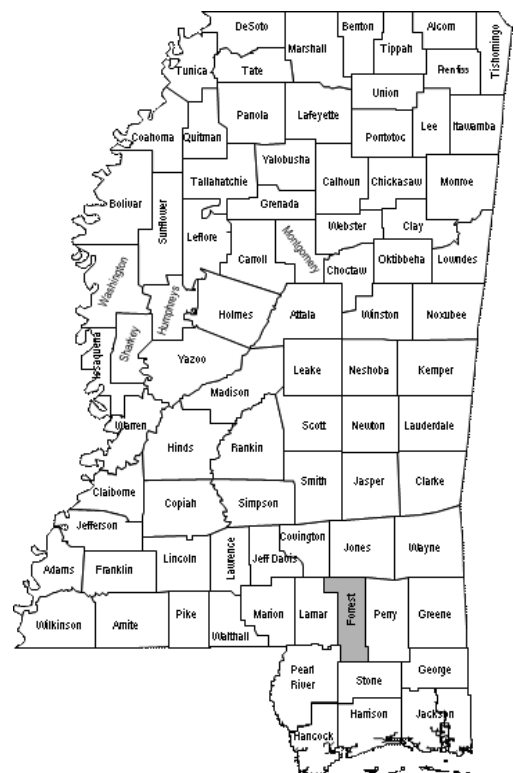 DeSoto
Benton
Alcorn
Tishomingo
Marshall
Tippah
Tunica
Tate
Renfiss
Union
Panola
Lafeyette
Lee
Itawamba
Coahoma
Quitman
Pontotoc
Yalobusha
Tallahatchie
Calhoun
Chickasaw
Monroe
Bolivar
Sunflower
Grenada
Leflore
Webster
Clay
Montgomery
Carroll
Choctaw
Oktibbeha
Lowndes
Washington
Humphreys
Holmes
Attala
Winston
Noxubee
Issaquena
Sharkey
Yazoo
Leake
Neshoba
Kemper
Madison
Warren
Scott
Newton
Lauderdale
Hinds
Rankin
Claiborne
Smith
Jasper
Clarke
Copiah
Simpson
Jefferson
Covington
Lawrence
Jeff Davis
Jones
Wayne
Lincoln
Adams
Franklin
Wilkinson
Amite
Pike
Walthall
Marion
Lamar
Forrest
Perry
Greene
Pearl
River
Stone
George
Hancock
Harrison
Jackson